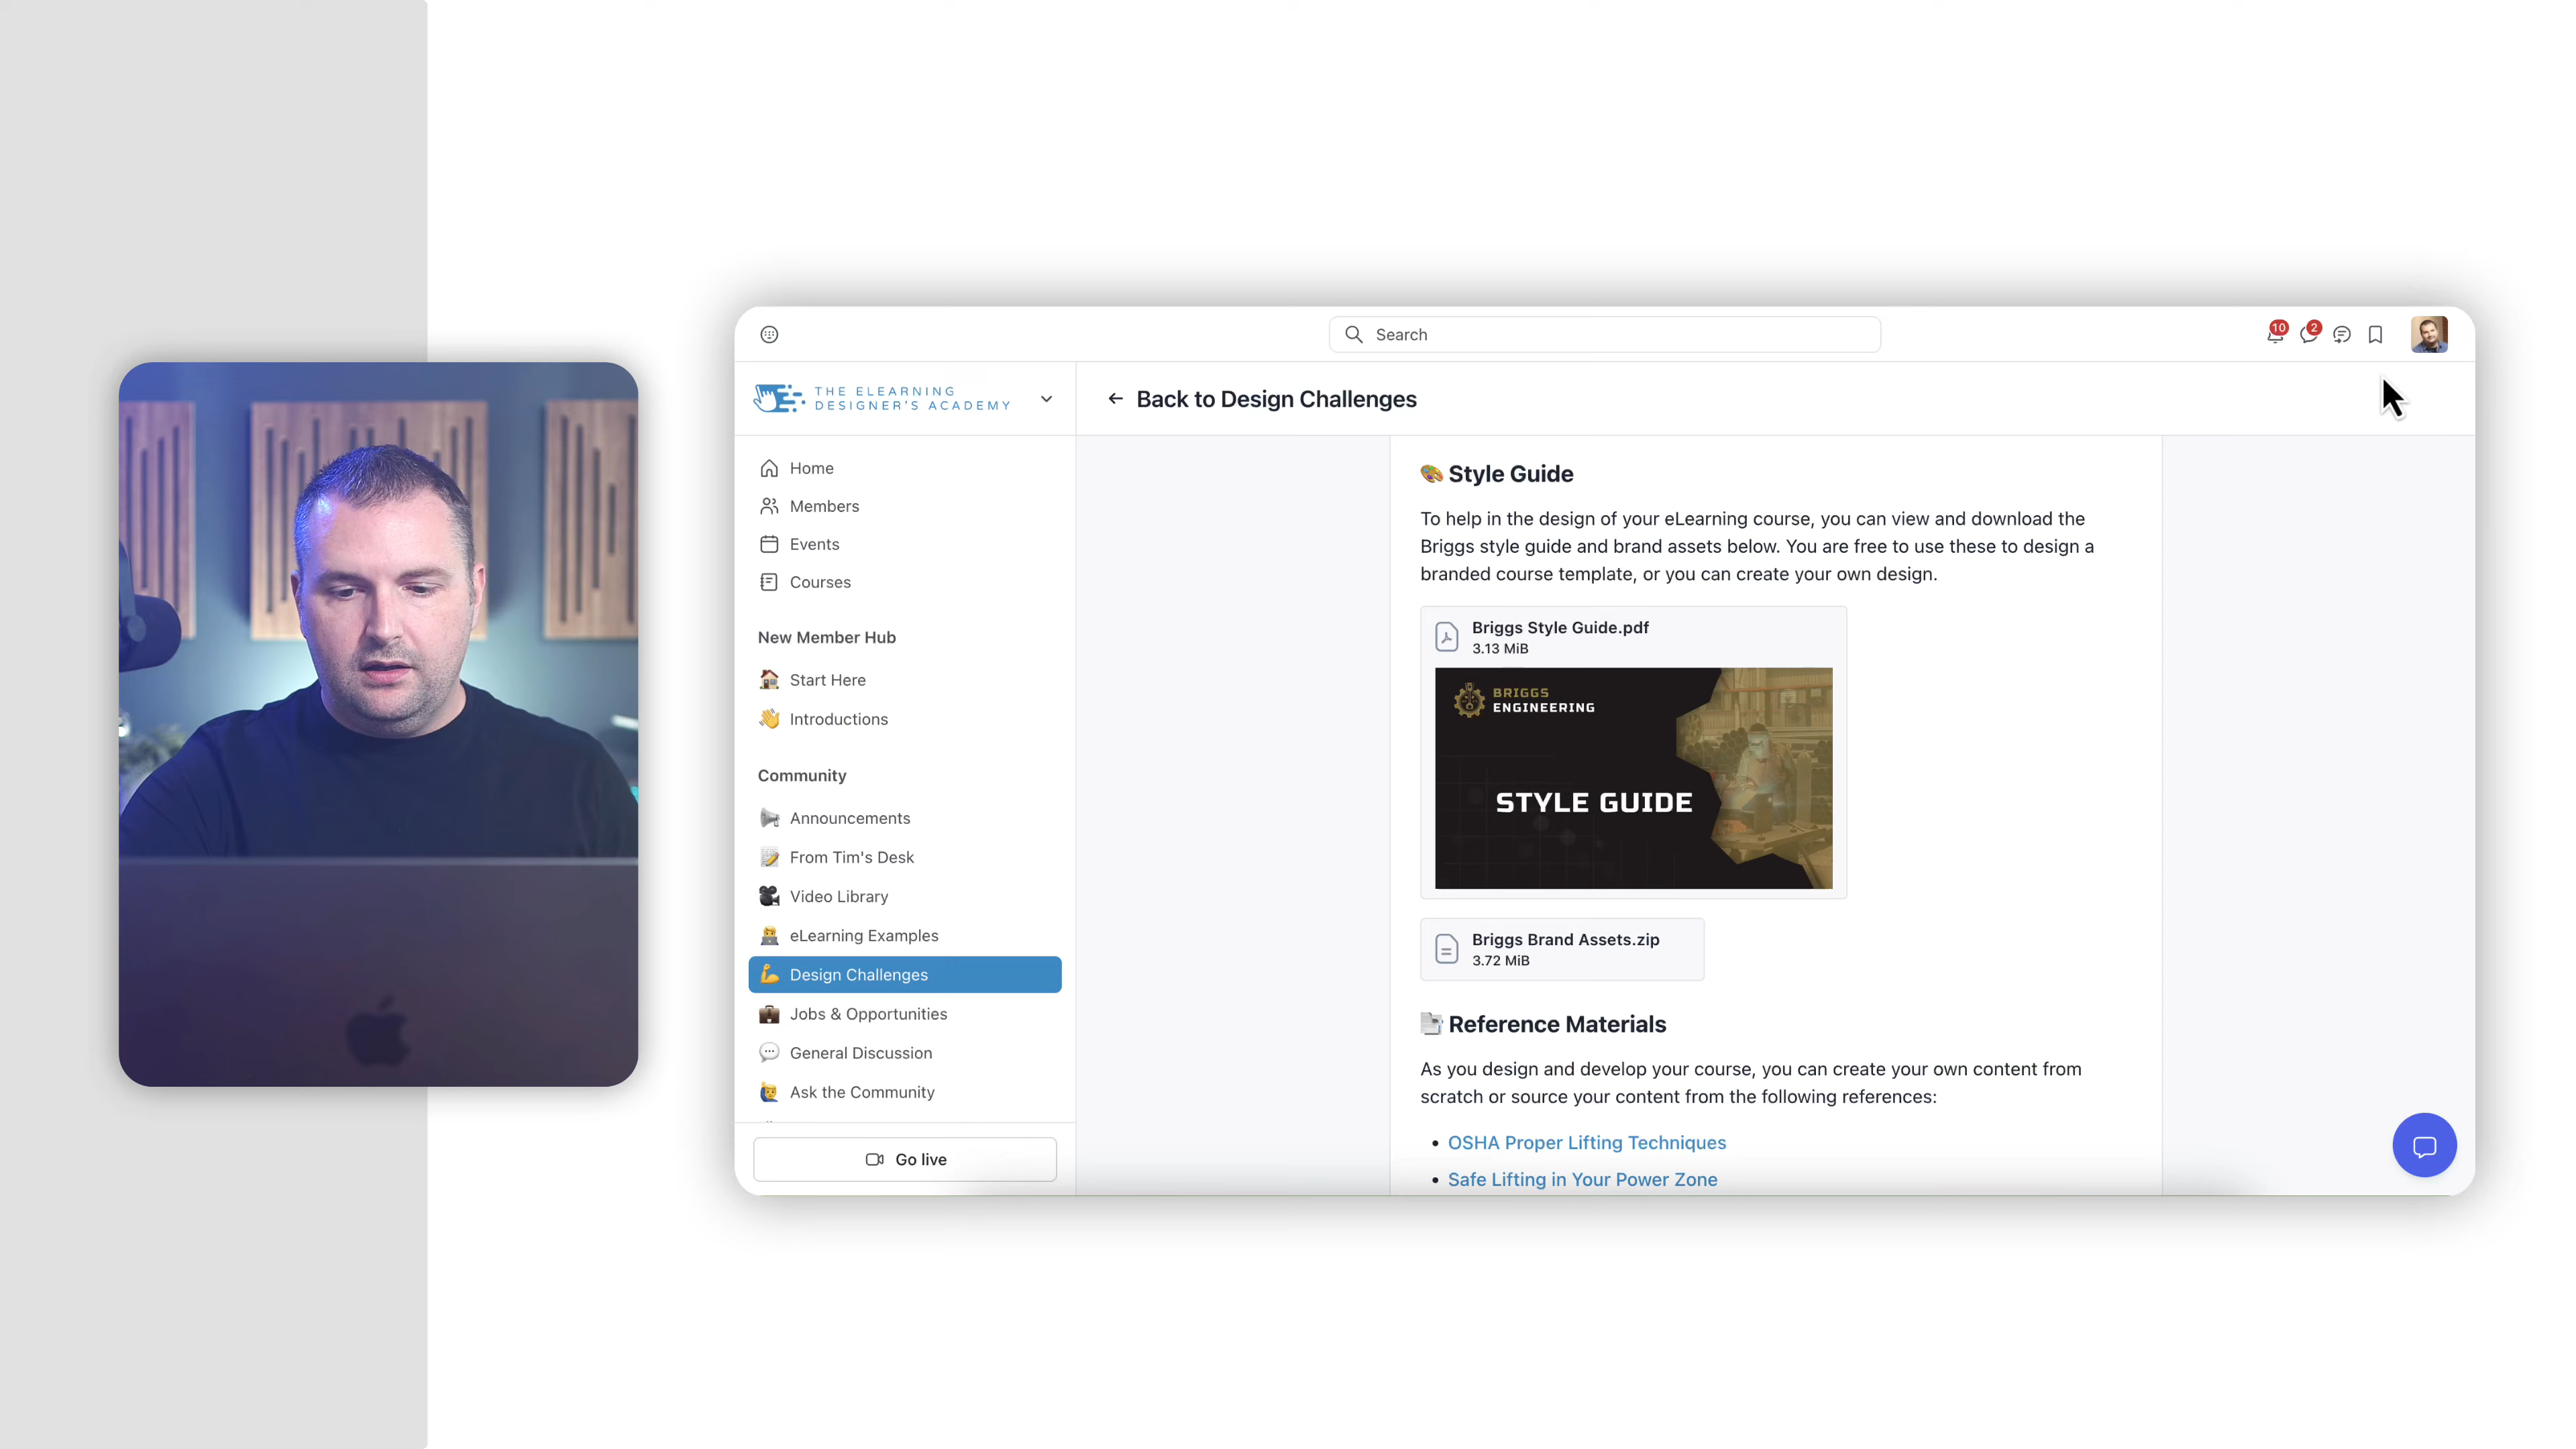 Search
10
2
THE ELEARNING
DESIGNER'S ACADEMY
Back to Design Challenges
Home
Members
Events
Courses
New Member Hub
Start Here
Introductions
Community
Announcements
From Tim's Desk
Video Library
eLearning Examples
Design Challenges
Jobs & Opportunities
General Discussion
Ask the Community
Go live
Style Guide
To help in the design of your eLearning course, you can view and download the
Briggs style guide and brand assets below. You are free to use these to design a
branded course template, or you can create your own design.
Briggs Style Guide.pdf
3.13 MiB
BRIGGS
ENGINEERING
STYLE GUIDE
Briggs Brand Assets.zip
3.72 MiB
Reference Materials
As you design and develop your course, you can create your own content from
scratch or source your content from the following references:
• OSHA Proper Lifting Techniques
• Safe Lifting in Your Power Zone